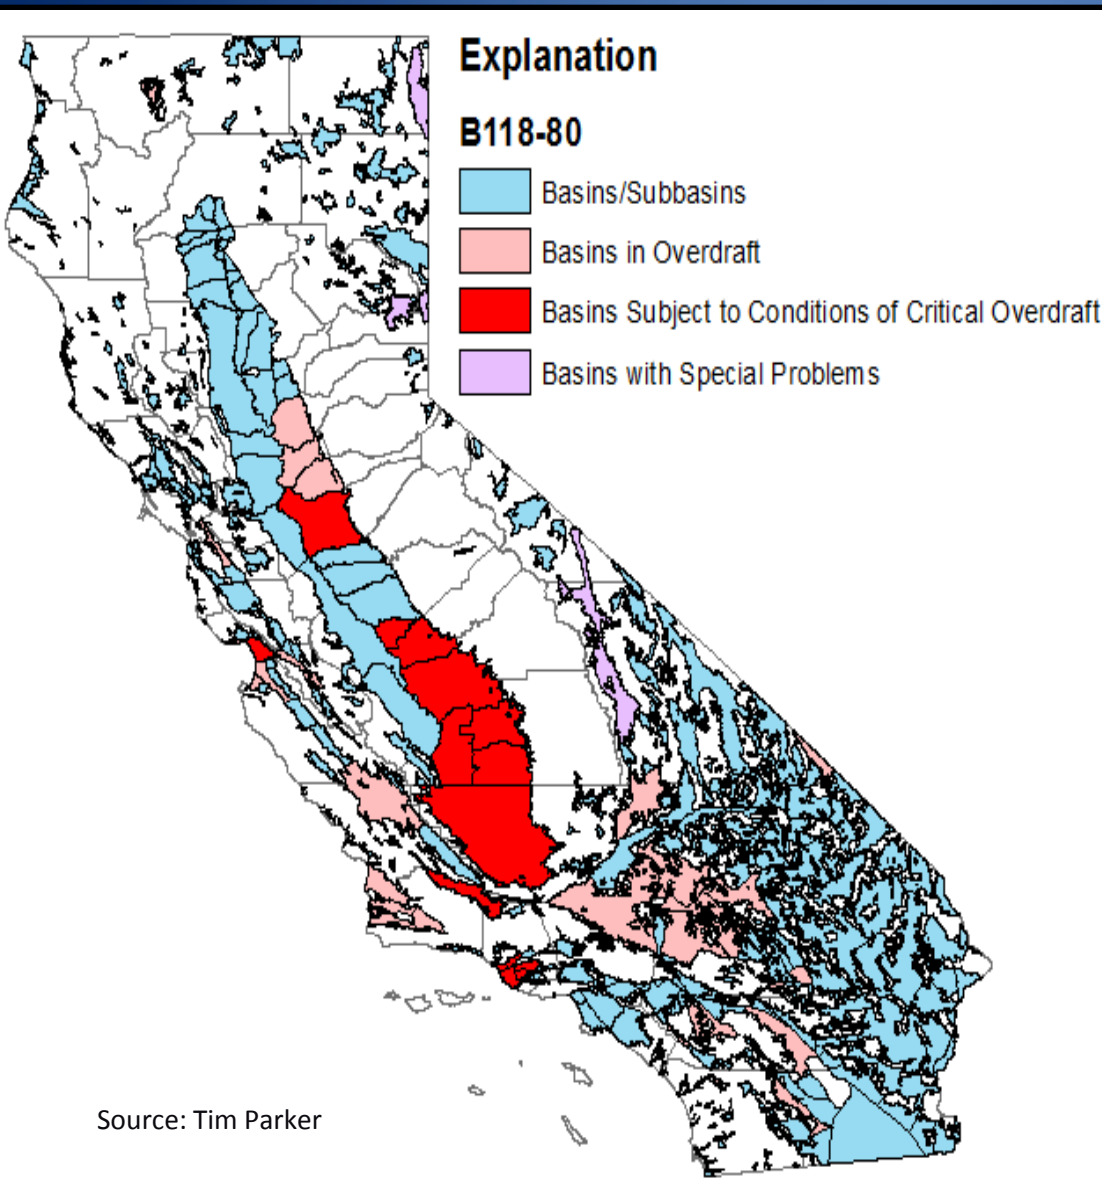 Explanation
B118-80
Basins/Subbasins
Basins in Overdraft
Basins Subject to Conditions of Critical Overdraft
Basins with Special Problems
Source: Tim Parker